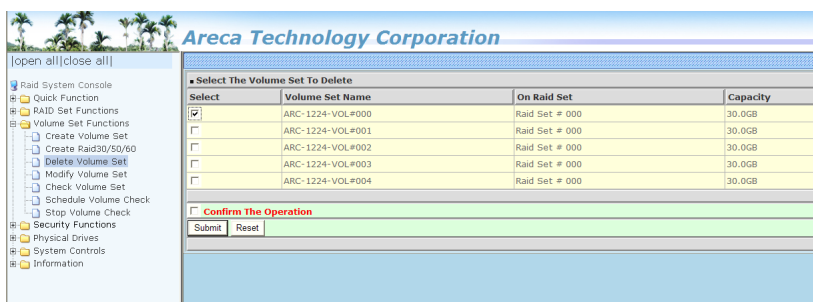 Areca Technology Corporation
|open all|close all|
Raid System Console
Quick Function
RAID Set Functions
Volume Set Functions
Create Volume Set
Create Raid30/50/60
Delete Volume Set
Modify Volume Set
Check Volume Set
Schedule Volume Check
Stop Volume Check
Security Functions
Physical Drives
System Controls
Information
Select The Volume Set To Delete
Select Volume Set Name On Raid Set Capacity
ARC-1224-VOL#000 Raid Set # 000 30.0GB
ARC-1224-VOL#001 Raid Set # 000 30.0GB
ARC-1224-VOL#002 Raid Set # 000 30.0GB
ARC-1224-VOL#003 Raid Set # 000 30.0GB
ARC-1224-VOL#004 Raid Set # 000 30.0GB
Confirm The Operation
Submit Reset